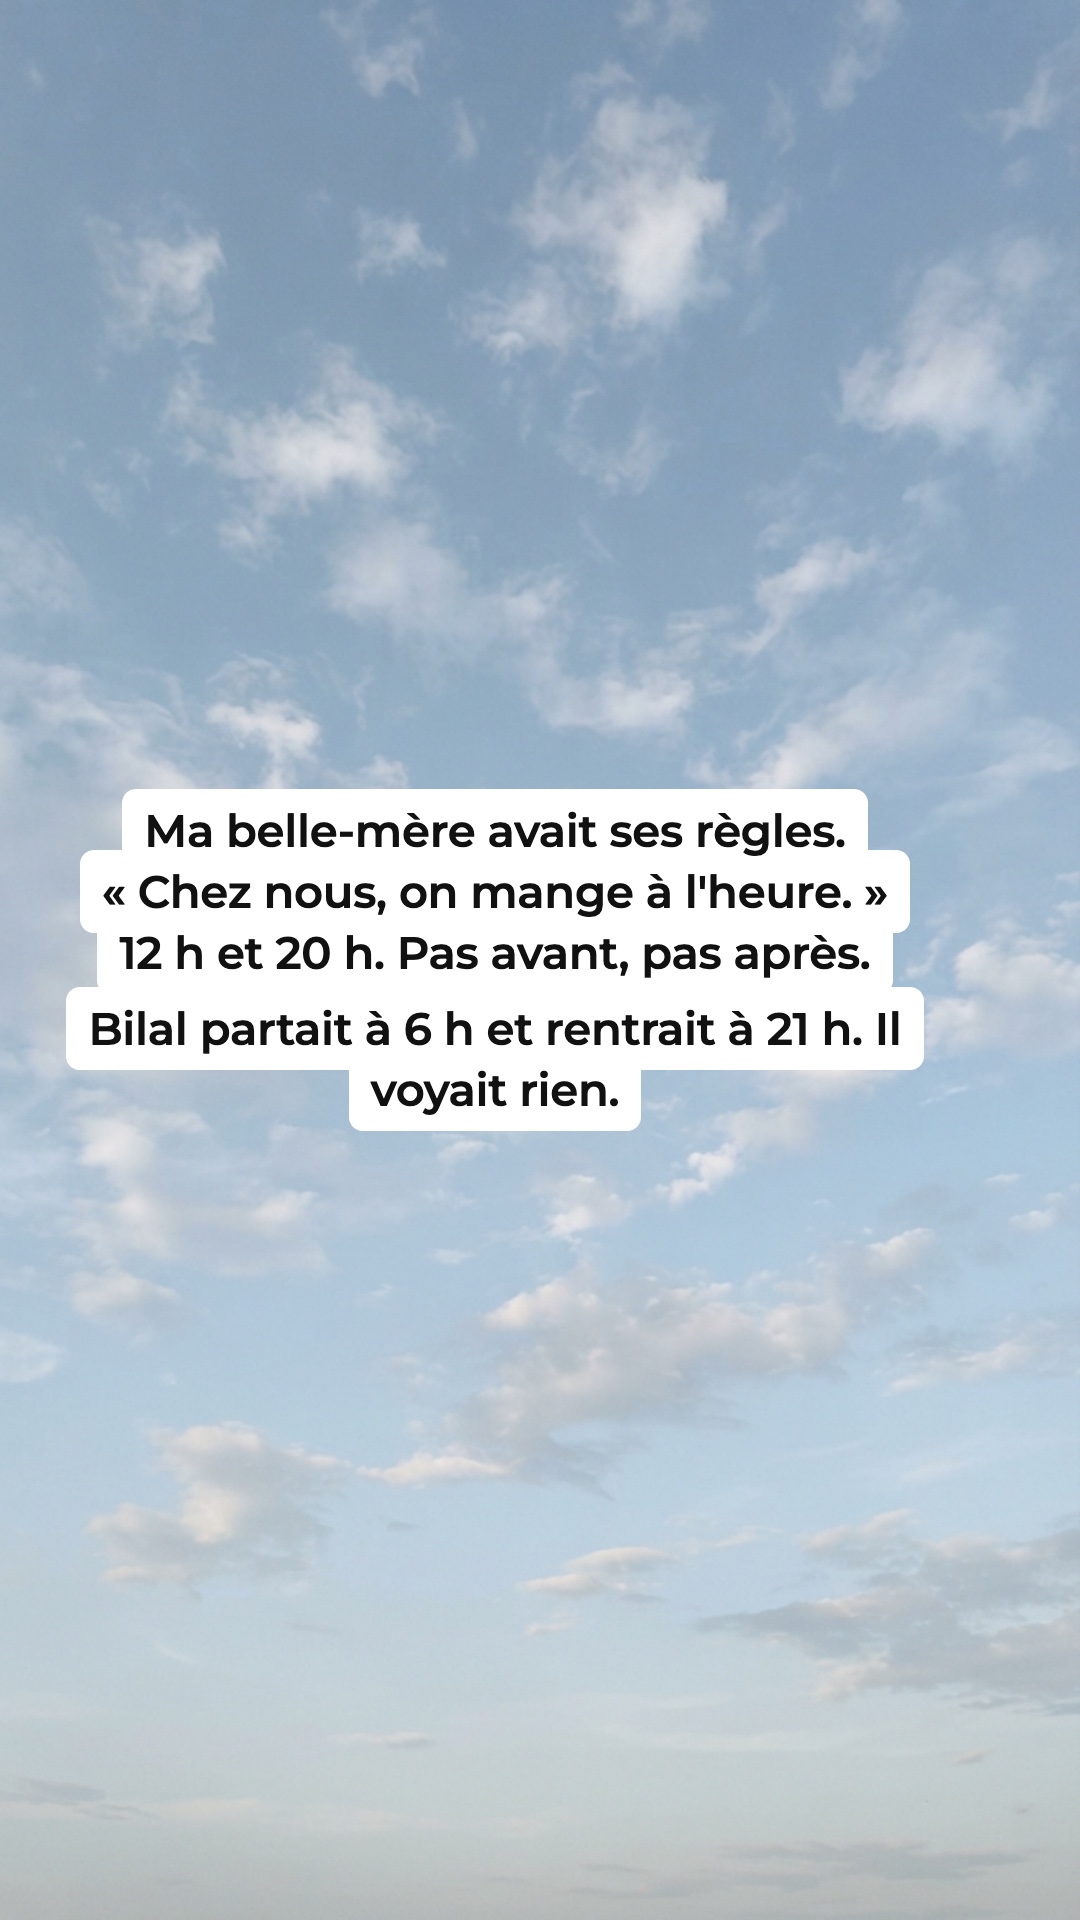 Ma belle-mère avait ses règles.
« Chez nous, on mange à l'heure. »
12 h et 20 h. Pas avant, pas après.
Bilal partait à 6 h et rentrait à 21 h. Il
voyait rien.